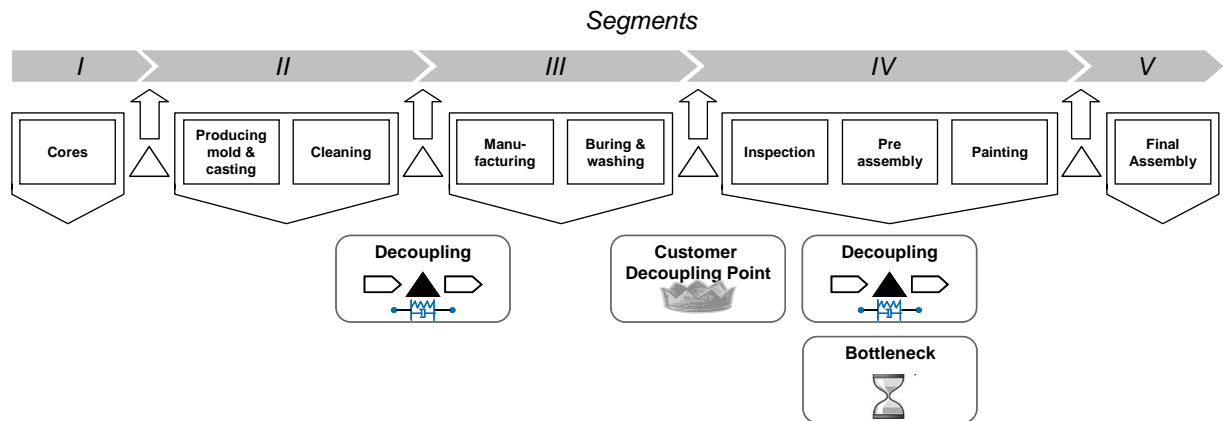 Segments
I
II
III
IV
V
Cores
Producing
mold &
casting
Cleaning
Manu-
facturing
Buring &
washing
Inspection
Pre
assembly
Painting
Final
Assembly
Decoupling
Customer
Decoupling Point
Decoupling
Bottleneck